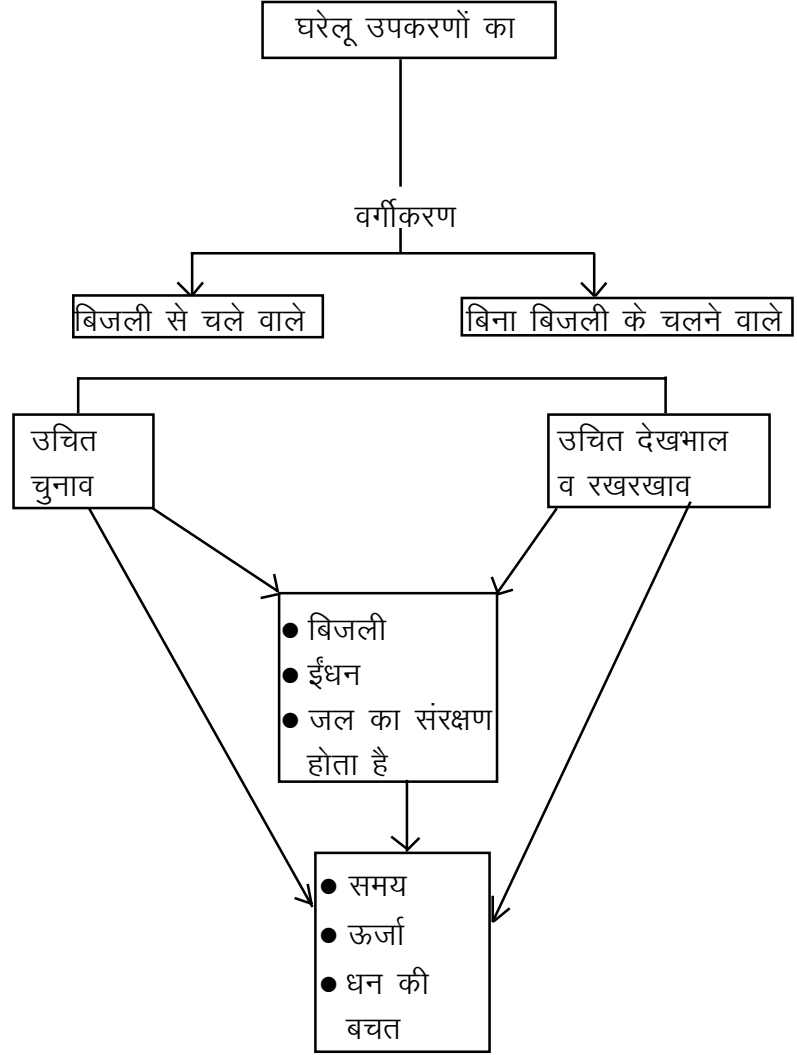 घरेलू उपकरणों का
वर्गीकरण
बिजली से चले वाले
बिना बिजली के चलने वाले
उचित
चुनाव
उचित देखभाल
व रखरखाव
● बिजली
● ईंधन
● जल का संरक्षण
होता है
● समय
● ऊर्जा
● धन की
बचत